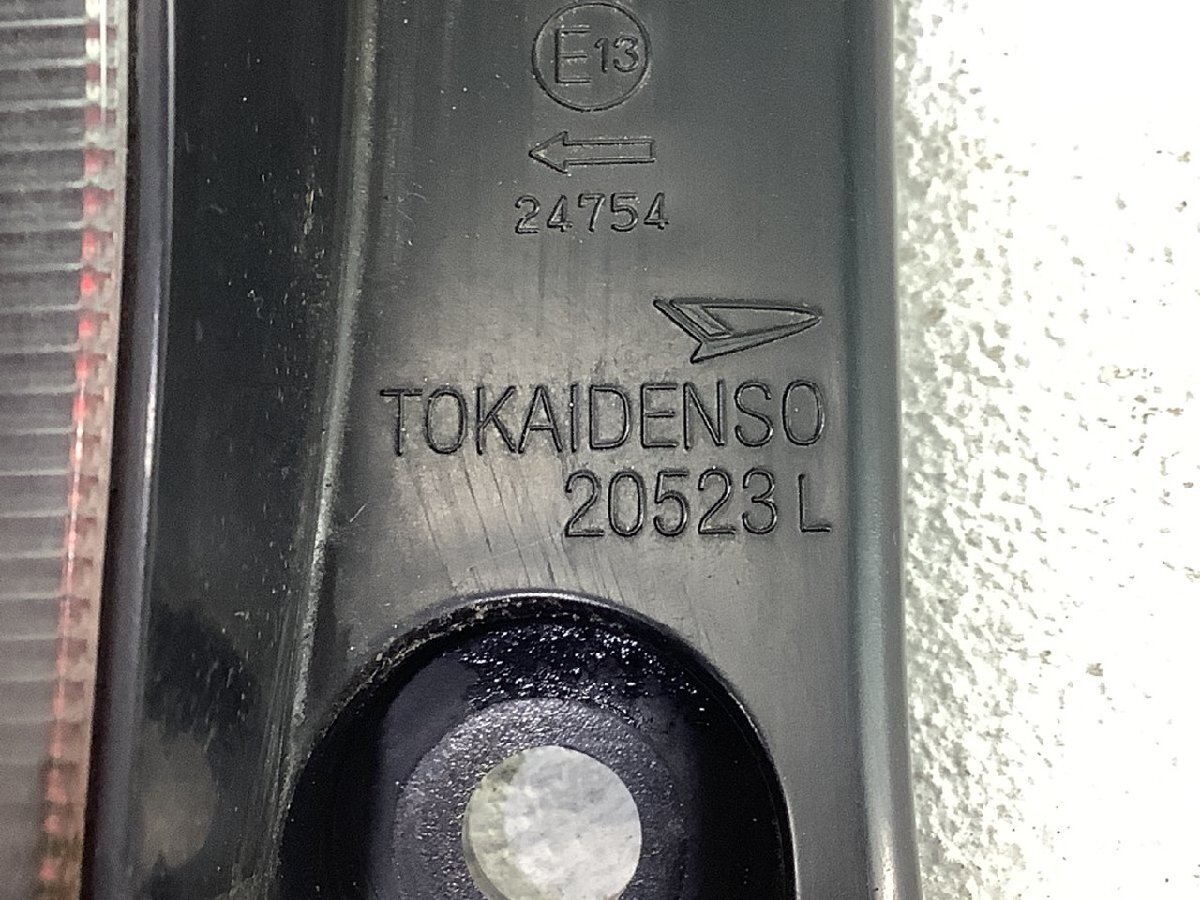 E13
24754
TOKAIDENSO
20523 L